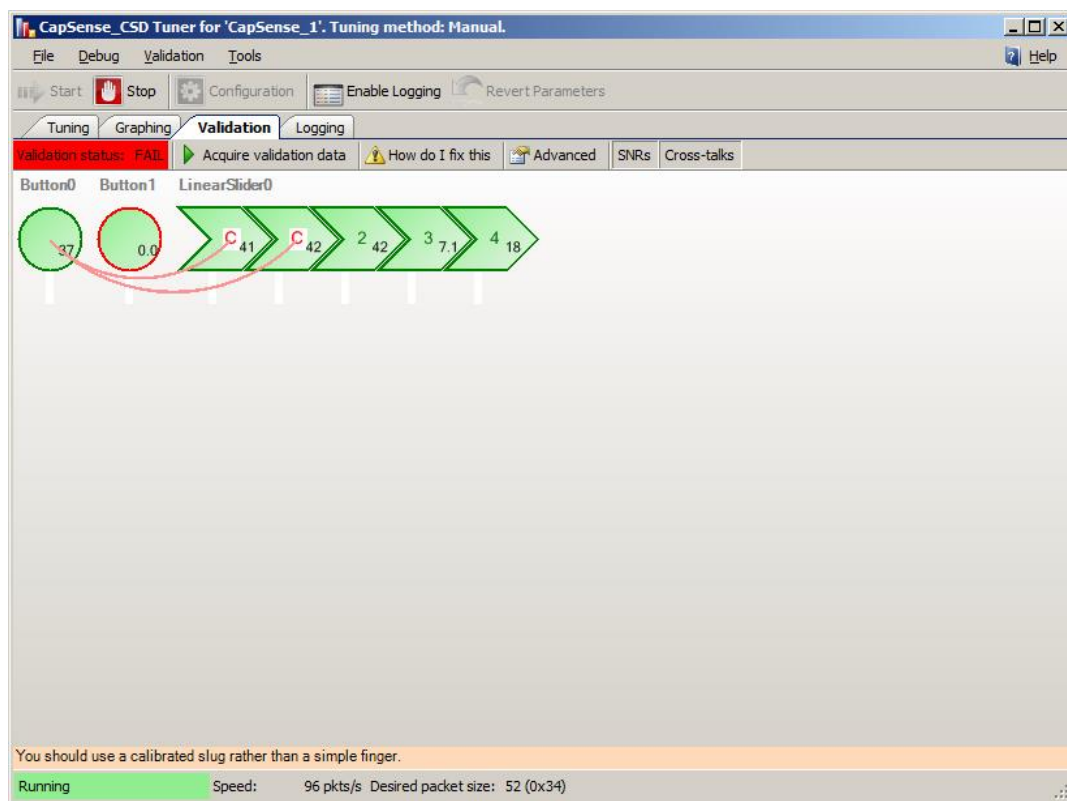 CapSense_CSD Tuner for 'CapSense_1'. Tuning method: Manual.
File Debug Validation Tools Help
Start Stop Configuration Enable Logging Revert Parameters
Tuning Graphing Validation Logging
Validation status: FAIL Acquire validation data How do I fix this Advanced SNRs Cross-talks
Button0 Button1 LinearSlider0
37 0.0 C 41 C 42 2 42 3 7.1 4 18
You should use a calibrated slug rather than a simple finger.
Running Speed: 96 pkts/s Desired packet size: 52 (0x34)